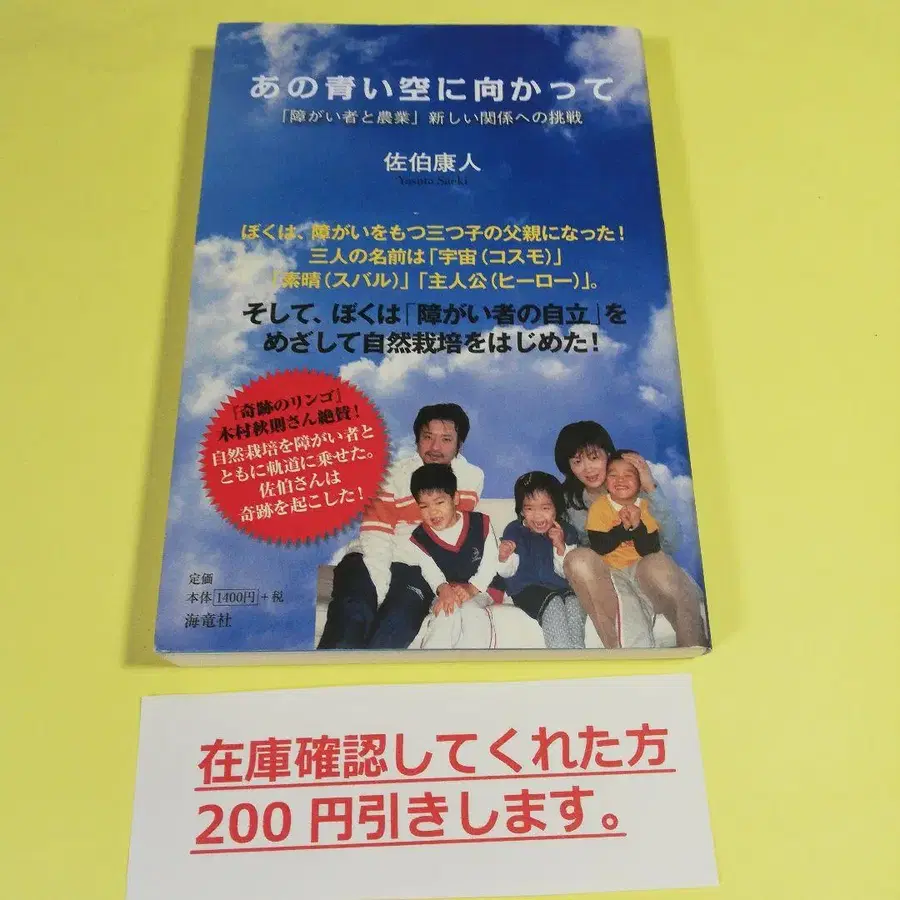 あの青い空に向かって
「障がい者と農業」新しい関係への挑戦
佐伯康人
Yasuto Saeki
ぼくは、障がいをもつ三つ子の父親になった！
三人の名前は「宇宙（コスモ）」
「素晴（スバル）」「主人公（ヒーロー）」。
そして、ぼくは「障がい者の自立」を
めざして自然栽培をはじめた！
『奇跡のリンゴ』
木村秋則さん絶賛！
自然栽培を障がい者と
ともに軌道に乗せた。
佐伯さんは
奇跡を起こした！
定価
本体1400円+税
海竜社
在庫確認してくれた方
200 円引きします。